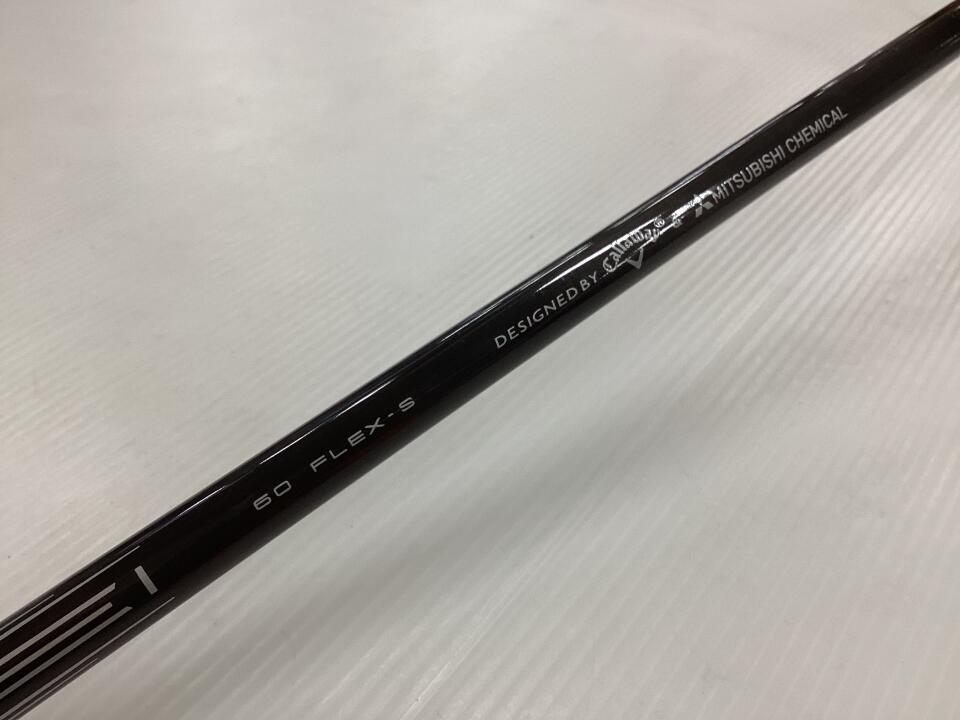 60 FLEX-S
DESIGNED BY Callaway® & MITSUBISHI CHEMICAL